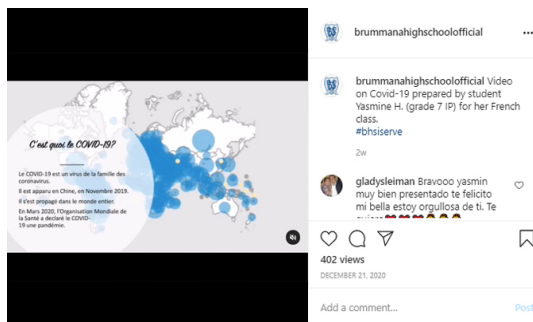 C'est quoi le COVID-19?
Le COVID-19 est un virus de la famille des
coronavirus.
Il est apparu en Chine, en Novembre 2019.
Il s'est propagé dans le monde entier.
En Mars 2020, l'Organisation Mondiale de
la Santé a declaré le COVID-
19 une pandémie.
brummanahighschoolofficial
brummanahighschoolofficial Video
on Covid-19 prepared by student
Yasmine H. (grade 7 IP) for her French
class.
#bhsiserve
2w
gladysleiman Bravooo yasmin
muy bien presentado te felicito
mi bella estoy orgullosa de ti. Te
quiero
402 views
DECEMBER 21, 2020
Add a comment...
Post